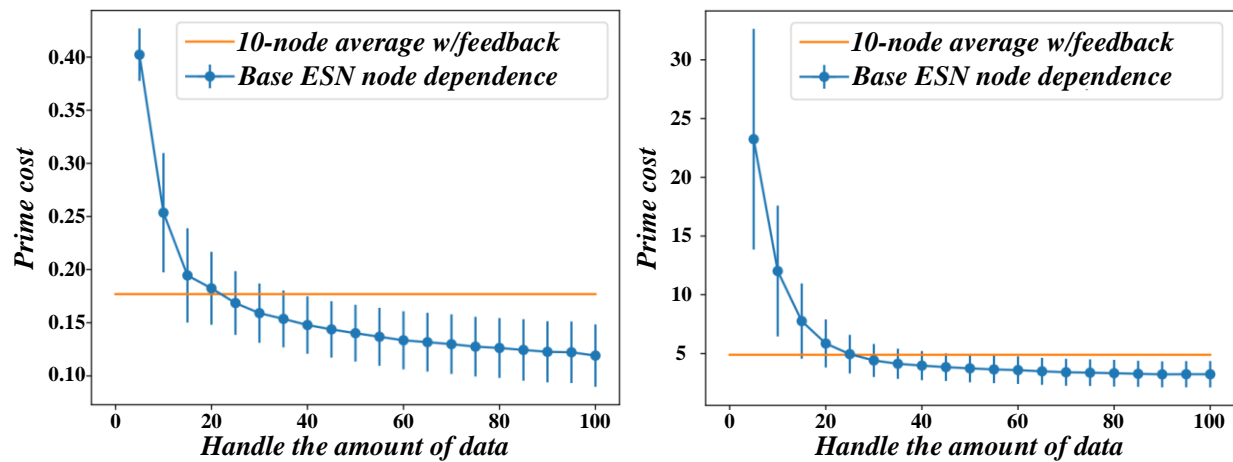 10-node average w/feedback
Base ESN node dependence
Prime cost
0.40
0.35
0.30
0.25
0.20
0.15
0.10
0 20 40 60 80 100
Handle the amount of data
10-node average w/feedback
Base ESN node dependence
Prime cost
30
25
20
15
10
5
0 20 40 60 80 100
Handle the amount of data